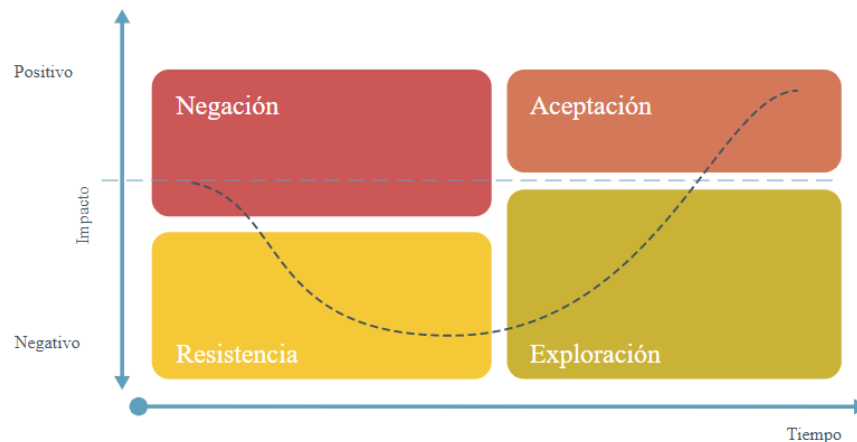 Positivo
Negación
Aceptación
Impacto
Negativo
Resistencia
Exploración
Tiempo